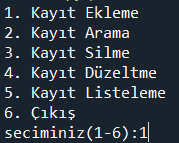 1. Kayıt Ekleme
2. Kayıt Arama
3. Kayıt Silme
4. Kayıt Düzeltme
5. Kayıt Listeleme
6. Çıkış
seciminiz(1-6):1